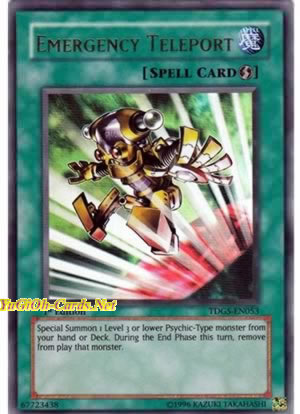 EMERGENCY TELEPORT
魔
[SPELL CARD]
YuGiOh-Cards.Net
Edition
TDGS-EN053
Special Summon 1 Level 3 or lower Psychic-Type monster from
your hand or Deck. During the End Phase this turn, remove
from play that monster.
67723438
©1996 KAZUKI TAKAHASHI